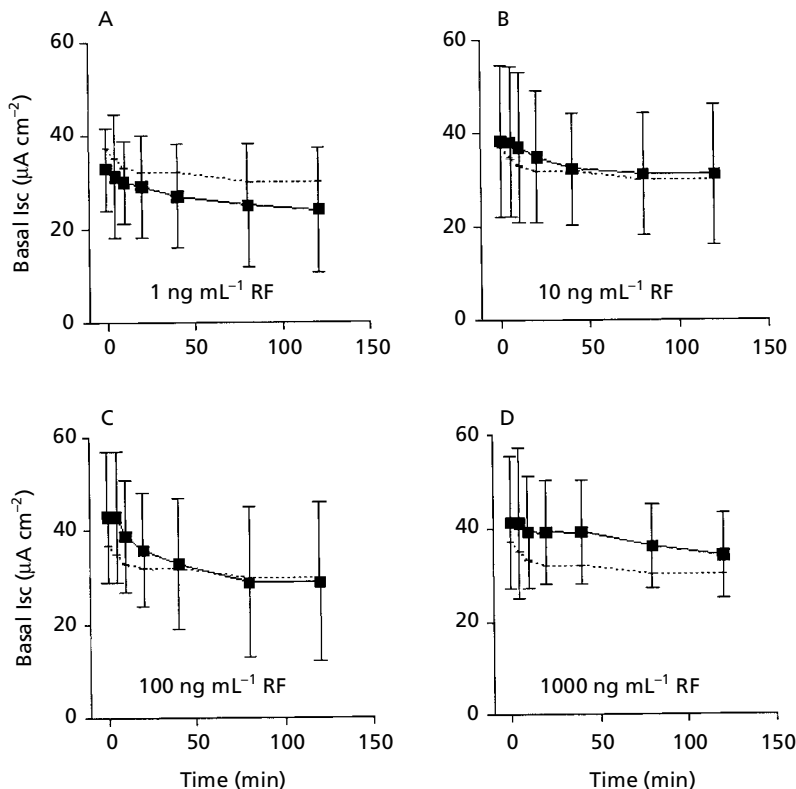 A
60
40
20
0
Basal Isc (μA cm⁻²)
1 ng mL⁻¹ RF
0 50 100 150
B
60
40
20
0
10 ng mL⁻¹ RF
0 50 100 150
C
60
40
20
0
Basal Isc (μA cm⁻²)
100 ng mL⁻¹ RF
0 50 100 150
Time (min)
D
60
40
20
0
1000 ng mL⁻¹ RF
0 50 100 150
Time (min)